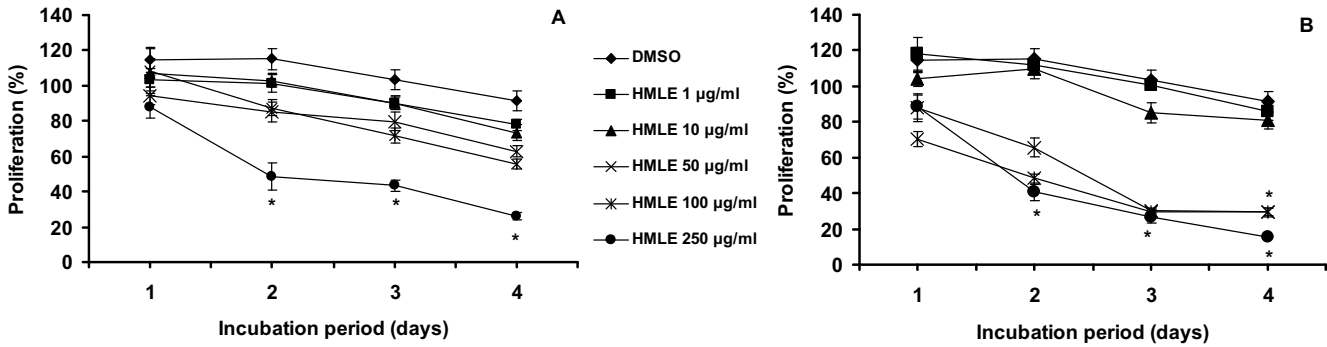 A
Proliferation (%)
140
120
100
80
60
40
20
0
1 2 3 4
Incubation period (days)
*
*
*
DMSO
HMLE 1 µg/ml
HMLE 10 µg/ml
HMLE 50 µg/ml
HMLE 100 µg/ml
HMLE 250 µg/ml
B
Proliferation (%)
140
120
100
80
60
40
20
0
1 2 3 4
Incubation period (days)
*
*
*
*